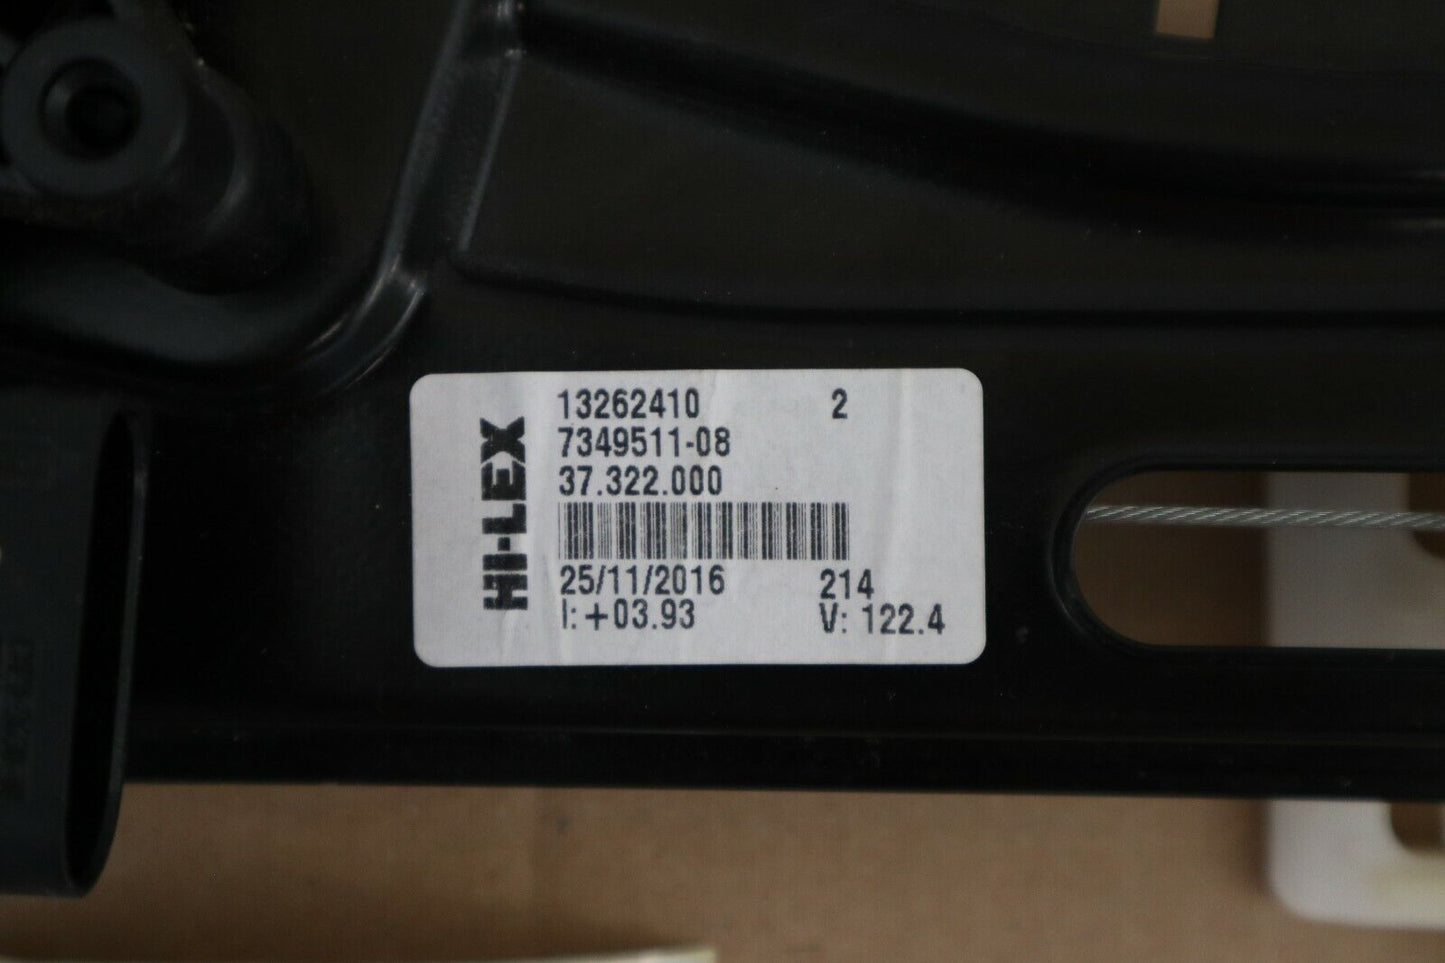 HI-LEX
13262410 2
7349511-08
37.322.000
25/11/2016 214
I: +03.93 V: 122.4